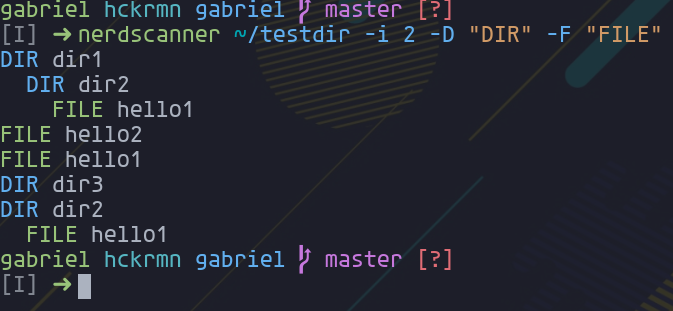 gabriel hckrmn gabriel master [?]
[I] ➜ nerdscanner ~/testdir -i 2 -D "DIR" -F "FILE"
DIR dir1
  DIR dir2
    FILE hello1
FILE hello2
FILE hello1
DIR dir3
DIR dir2
  FILE hello1
gabriel hckrmn gabriel master [?]
[I] ➜